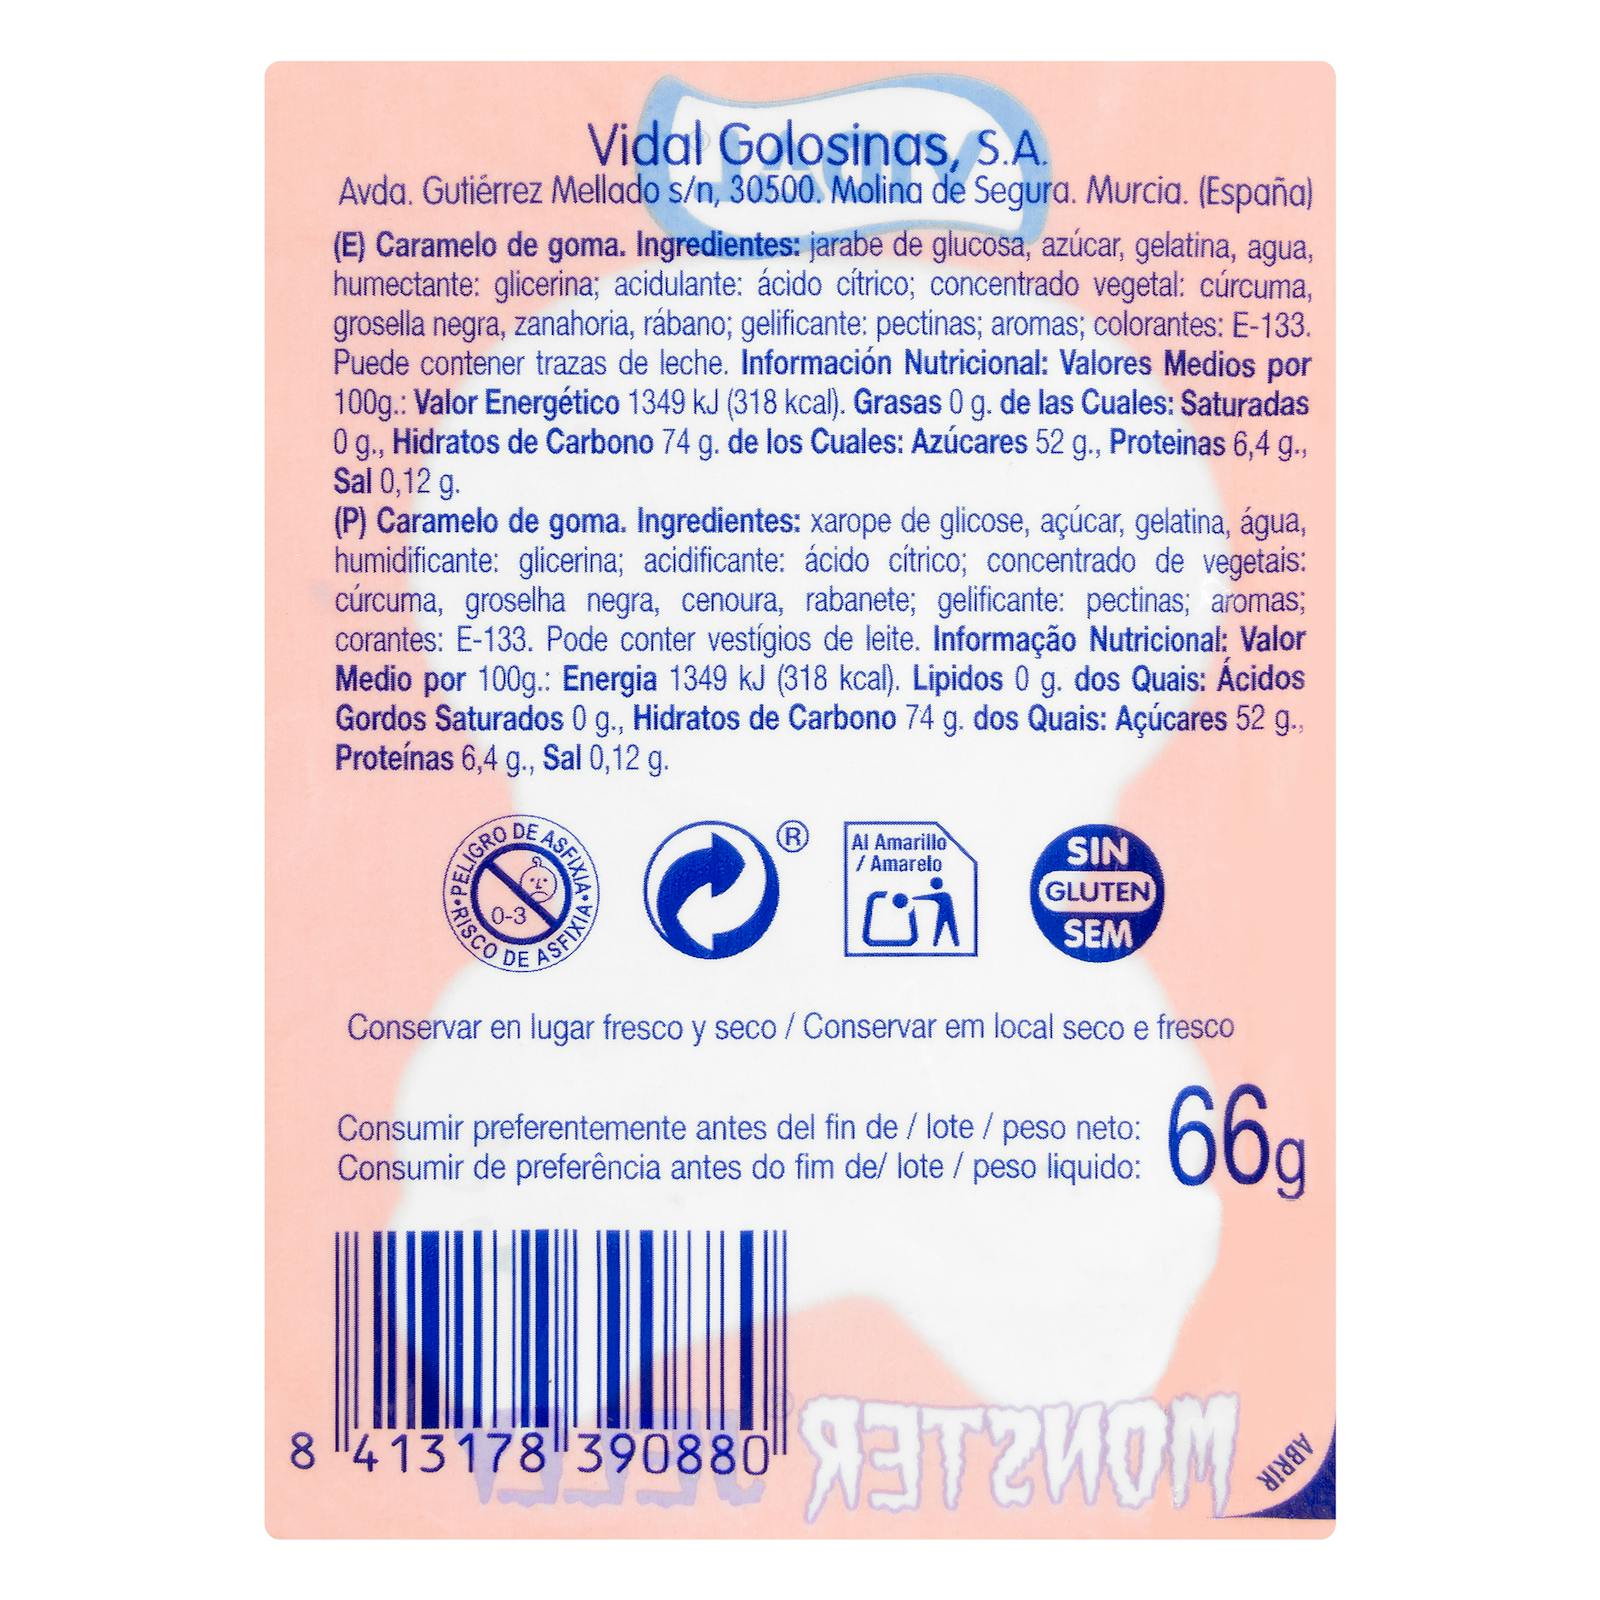 Vidal Golosinas, S.A.
Avda. Gutiérrez Mellado s/n, 30500. Molina de Segura. Murcia. (España)
(E) Caramelo de goma. Ingredientes: jarabe de glucosa, azúcar, gelatina, agua,
humectante: glicerina; acidulante: ácido cítrico; concentrado vegetal: cúrcuma,
grosella negra, zanahoria, rábano; gelificante: pectinas; aromas; colorantes: E-133.
Puede contener trazas de leche. Información Nutricional: Valores Medios por
100g.: Valor Energético 1349 kJ (318 kcal). Grasas 0 g. de las Cuales: Saturadas
0 g., Hidratos de Carbono 74 g. de los Cuales: Azúcares 52 g., Proteinas 6,4 g.,
Sal 0,12 g.
(P) Caramelo de goma. Ingredientes: xarope de glicose, açúcar, gelatina, água,
humidificante: glicerina; acidificante: ácido cítrico; concentrado de vegetais:
cúrcuma, groselha negra, cenoura, rabanete; gelificante: pectinas; aromas;
corantes: E-133. Pode conter vestígios de leite. Informação Nutricional: Valor
Medio por 100g.: Energia 1349 kJ (318 kcal). Lipidos 0 g. dos Quais: Ácidos
Gordos Saturados 0 g., Hidratos de Carbono 74 g. dos Quais: Açúcares 52 g.,
Proteínas 6,4 g., Sal 0,12 g.
PELIGRO DE ASFIXIA
0-3
RISCO DE ASFIXIA
®
Al Amarillo
/ Amarelo
SIN
GLUTEN
SEM
Conservar en lugar fresco y seco / Conservar em local seco e fresco
Consumir preferentemente antes del fin de / lote / peso neto:
Consumir de preferência antes do fim de/ lote / peso liquido:
66g
8 413178 390880
VIDAL®
MONSTER
JELLY®
ABRIR